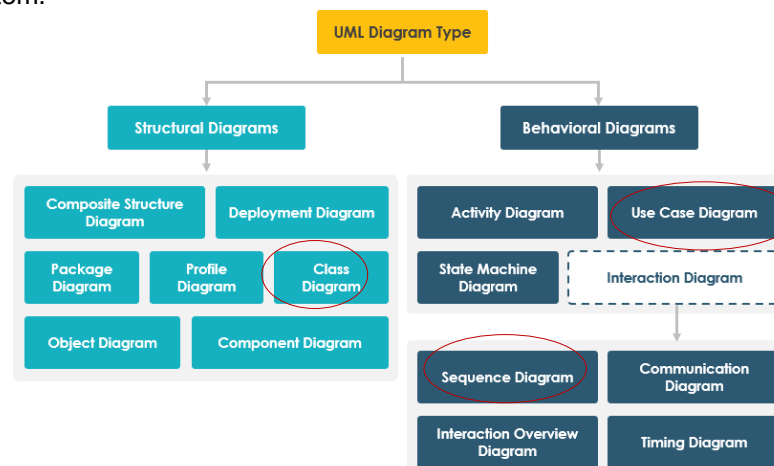 UML Diagram Type
Structural Diagrams
Behavioral Diagrams
Composite Structure
Diagram
Deployment Diagram
Package
Diagram
Profile
Diagram
Class
Diagram
Object Diagram
Component Diagram
Activity Diagram
Use Case Diagram
State Machine
Diagram
Interaction Diagram
Sequence Diagram
Communication
Diagram
Interaction Overview
Diagram
Timing Diagram